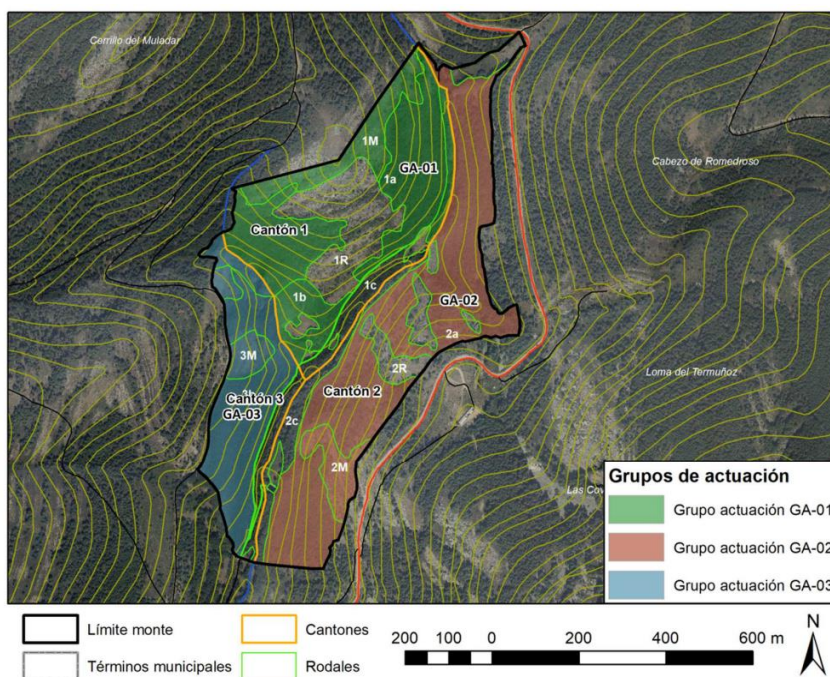 Cerrillo del Muladar
Cabezo de Romedroso
1M
GA-01
1a
Cantón 1
1R
1b
1c
GA-02
2a
3M
2R
Loma del Termuñoz
Cantón 3
Cantón 2
GA-03
2c
2M
Las Cov
Grupos de actuación
Grupo actuación GA-01
Grupo actuación GA-02
Grupo actuación GA-03
Límite monte
Cantones
Términos municipales
Rodales
200 100 0 200 400 600 m
N